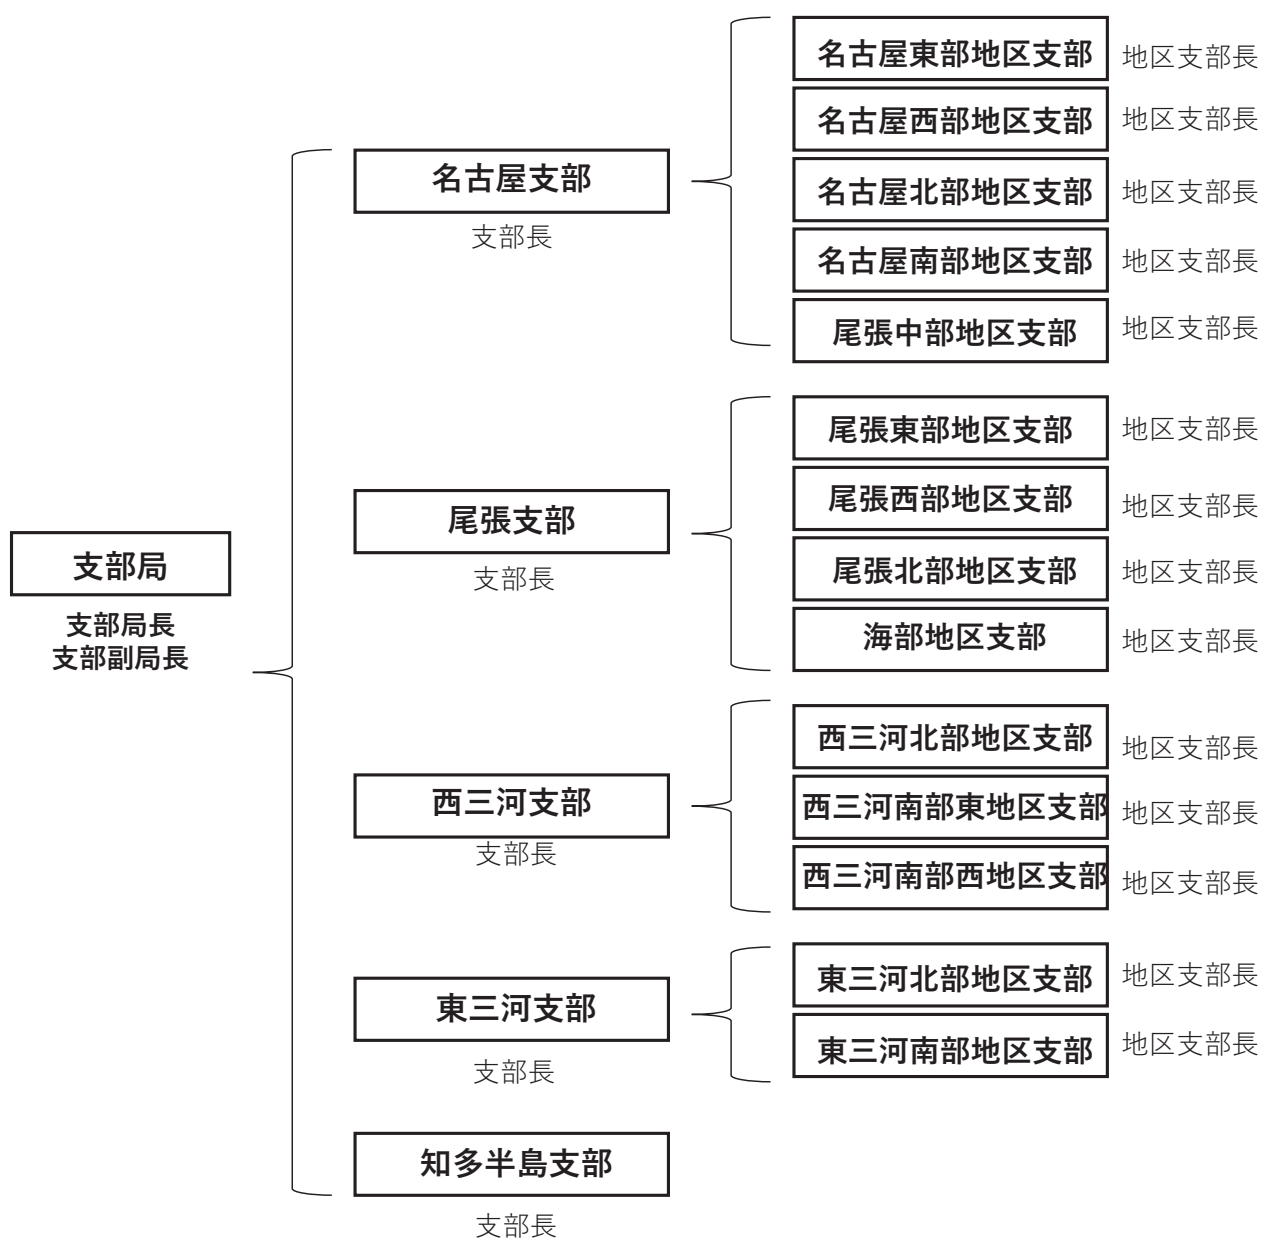 支部局
支部局長
支部副局長
名古屋支部
支部長
名古屋東部地区支部 地区支部長
名古屋西部地区支部 地区支部長
名古屋北部地区支部 地区支部長
名古屋南部地区支部 地区支部長
尾張中部地区支部 地区支部長
尾張支部
支部長
尾張東部地区支部 地区支部長
尾張西部地区支部 地区支部長
尾張北部地区支部 地区支部長
海部地区支部 地区支部長
西三河支部
支部長
西三河北部地区支部 地区支部長
西三河南部東地区支部 地区支部長
西三河南部西地区支部 地区支部長
東三河支部
支部長
東三河北部地区支部 地区支部長
東三河南部地区支部 地区支部長
知多半島支部
支部長